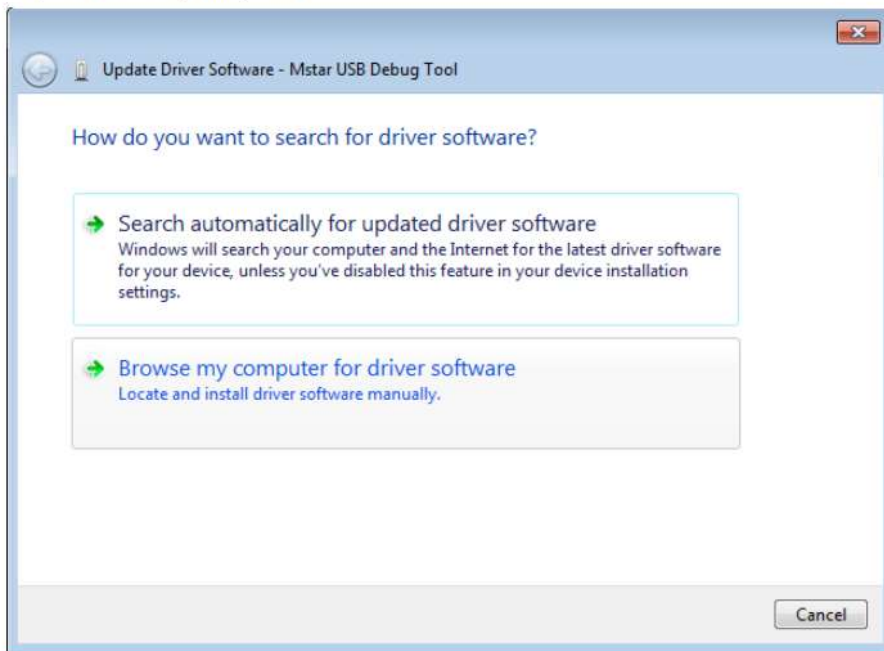 Update Driver Software - Mstar USB Debug Tool
How do you want to search for driver software?
Search automatically for updated driver software
Windows will search your computer and the Internet for the latest driver software
for your device, unless you've disabled this feature in your device installation
settings.
Browse my computer for driver software
Locate and install driver software manually.
Cancel